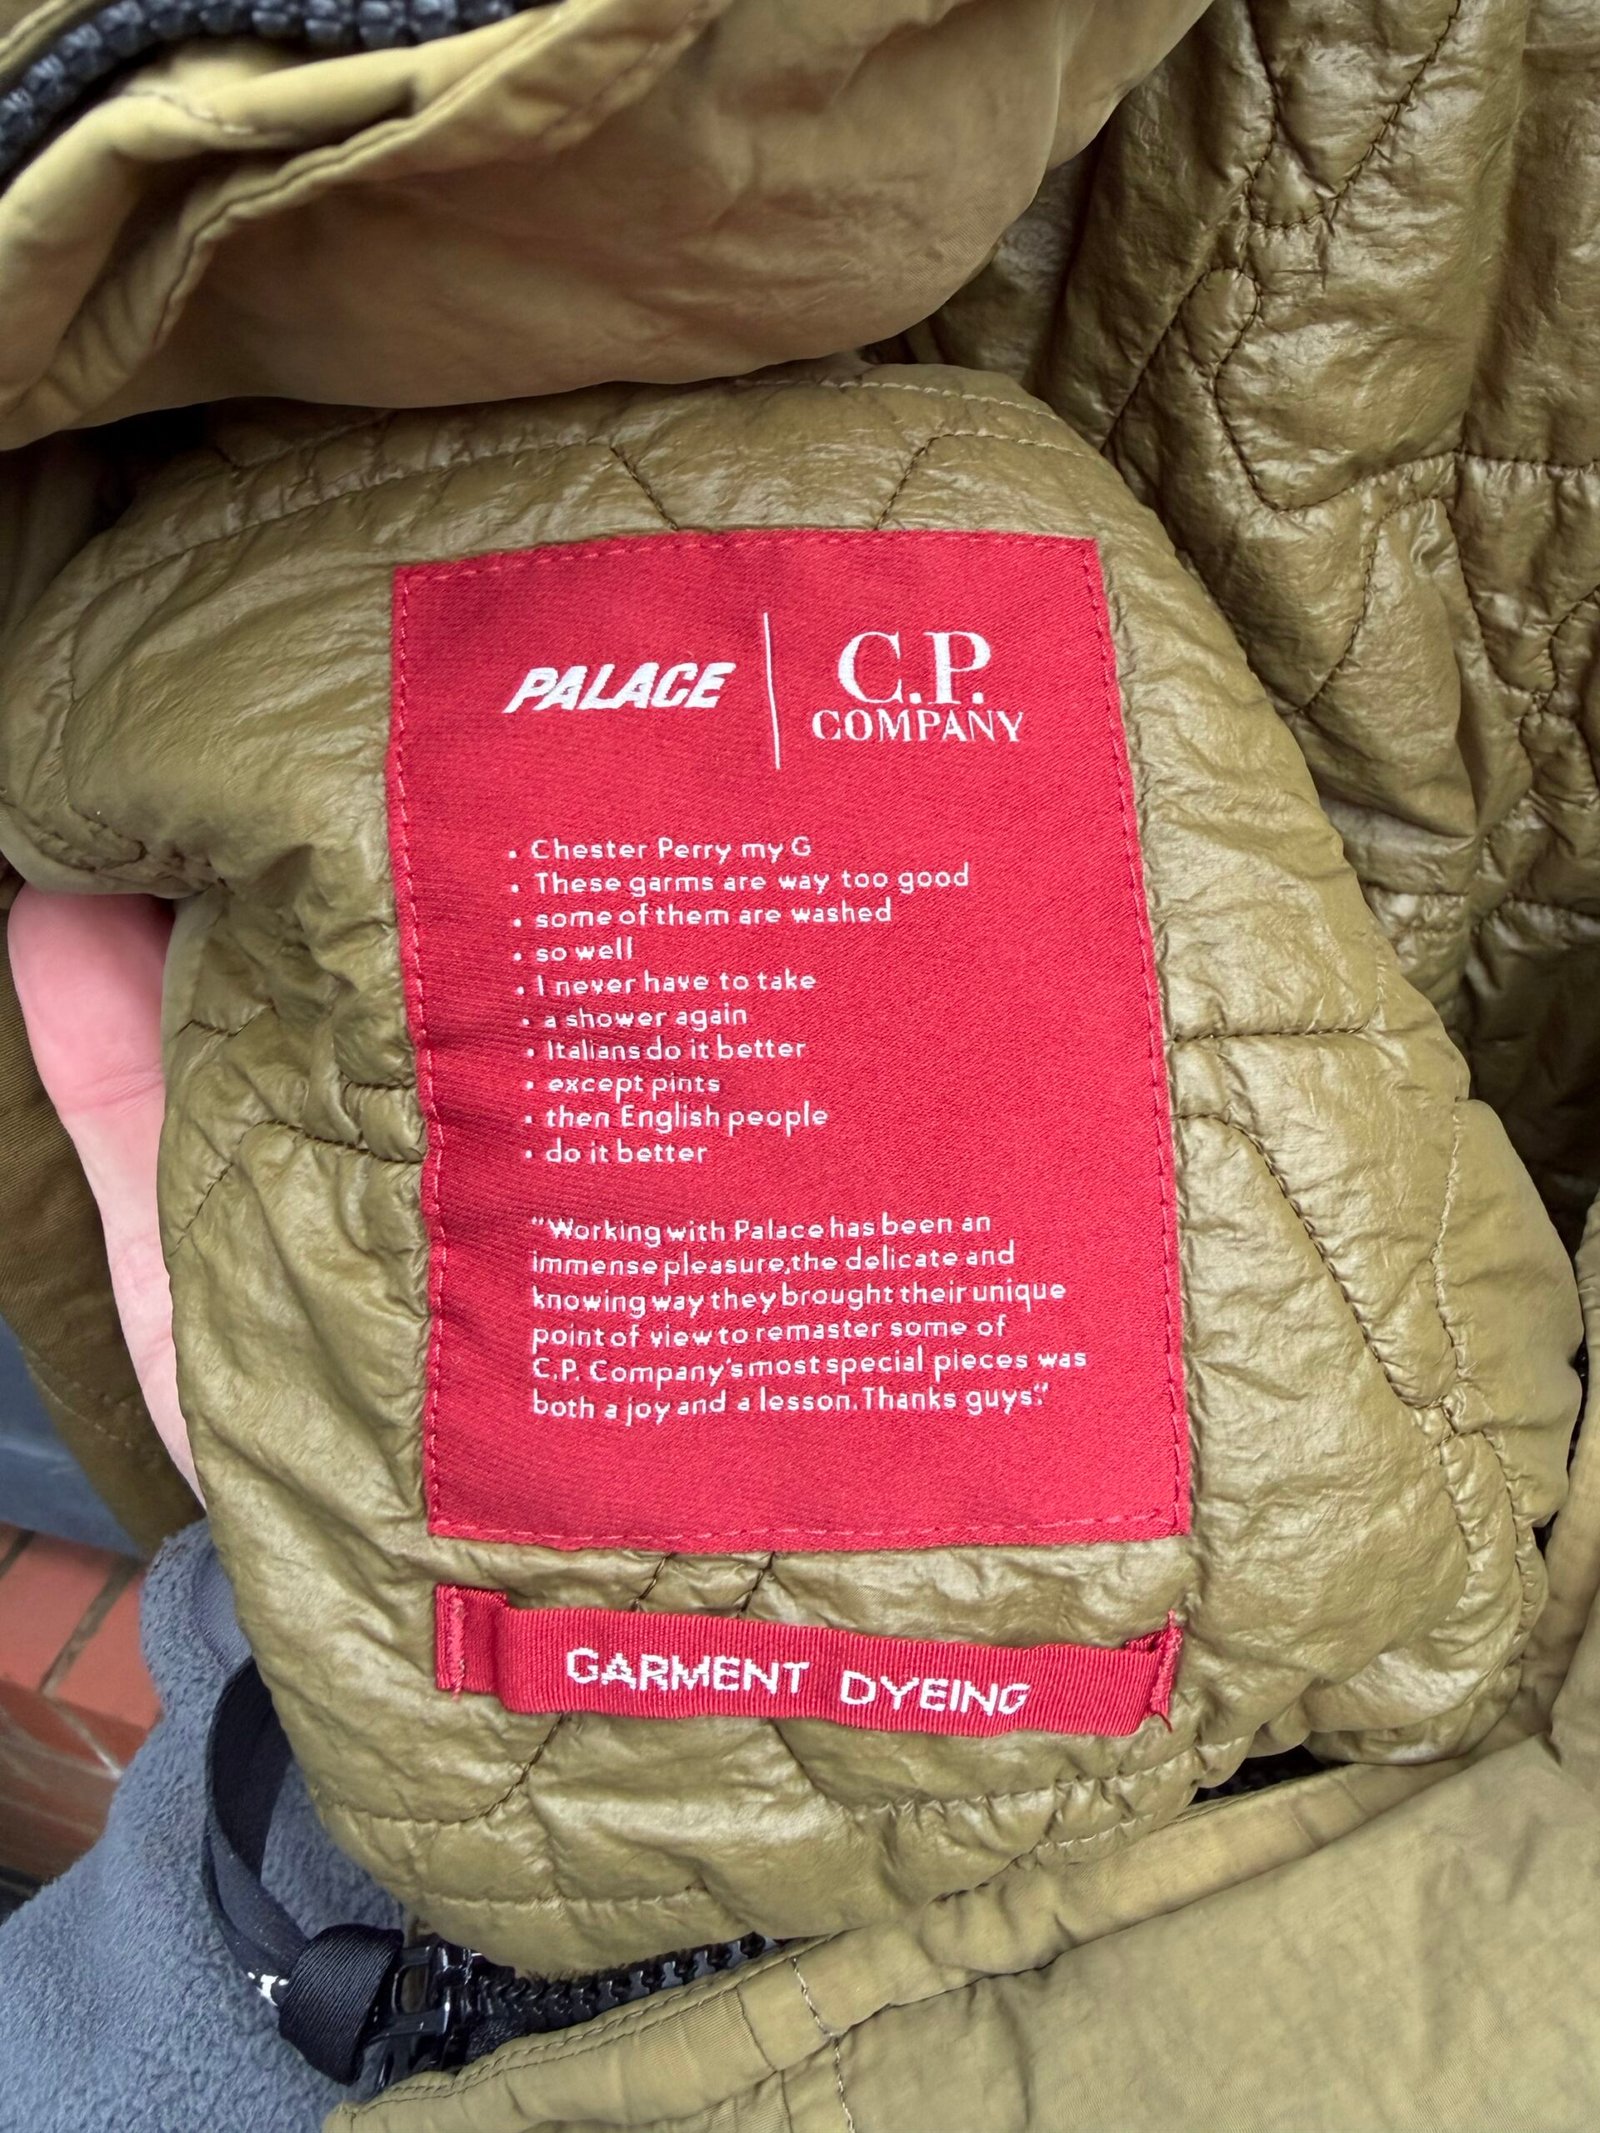 PALACE
C.P.
COMPANY
. Chester Perry my G
. These garms are way too good
. some of them are washed
. so well
. I never have to take
. a shower again
. Italians do it better
. except pints
. then English people
. do it better
"Working with Palace has been an
immense pleasure, the delicate and
knowing way they brought their unique
point of view to remaster some of
C.P. Company's most special pieces was
both a joy and a lesson. Thanks guys."
GARMENT DYEING